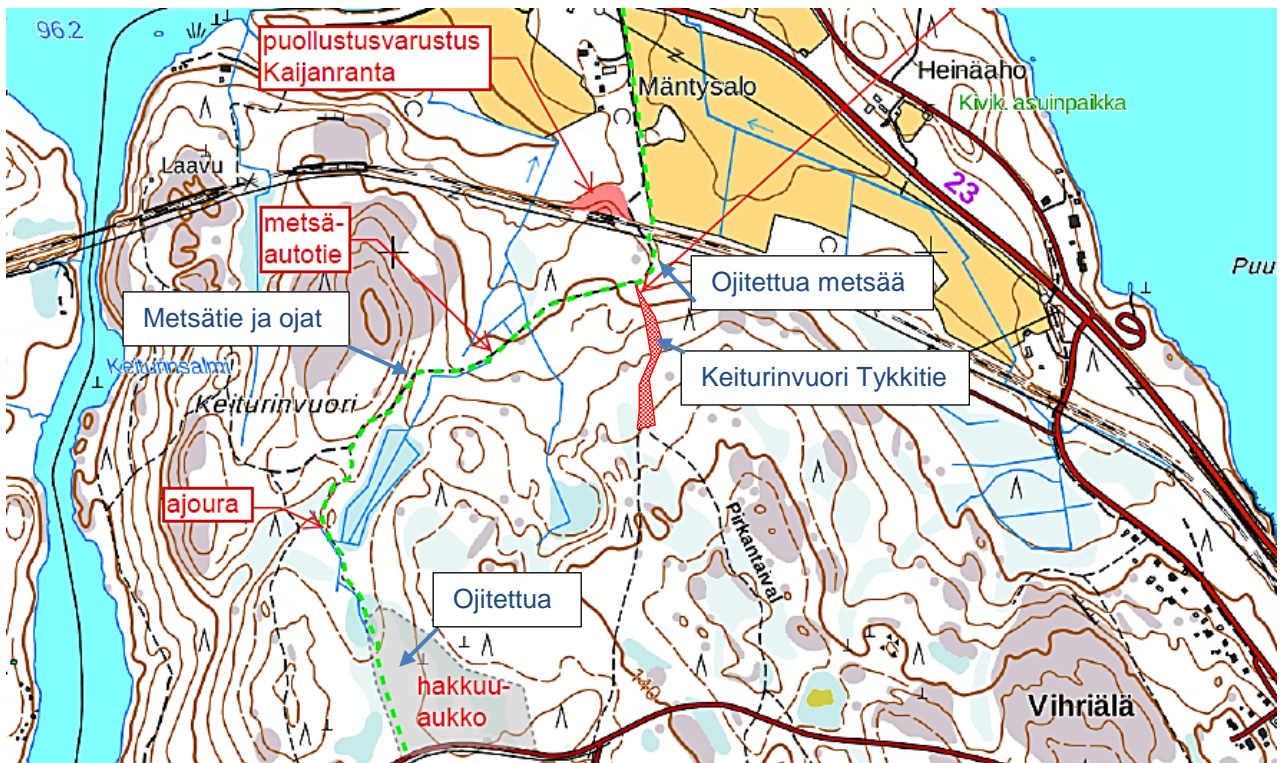 96.2
puollustusvarustus
Kaijanranta
Mäntysalo
Heinäaho
Kivik. asuinpaikka
Laavu
23
metsä-
autotie
Ojitettua metsää
Puu
Metsätie ja ojat
Keiturinsalmi
Keiturinvuori Tykkitie
Keiturinvuori
ajoura
Pirkantaival
Ojitettua
140
hakkuu-
aukko
Vihriälä